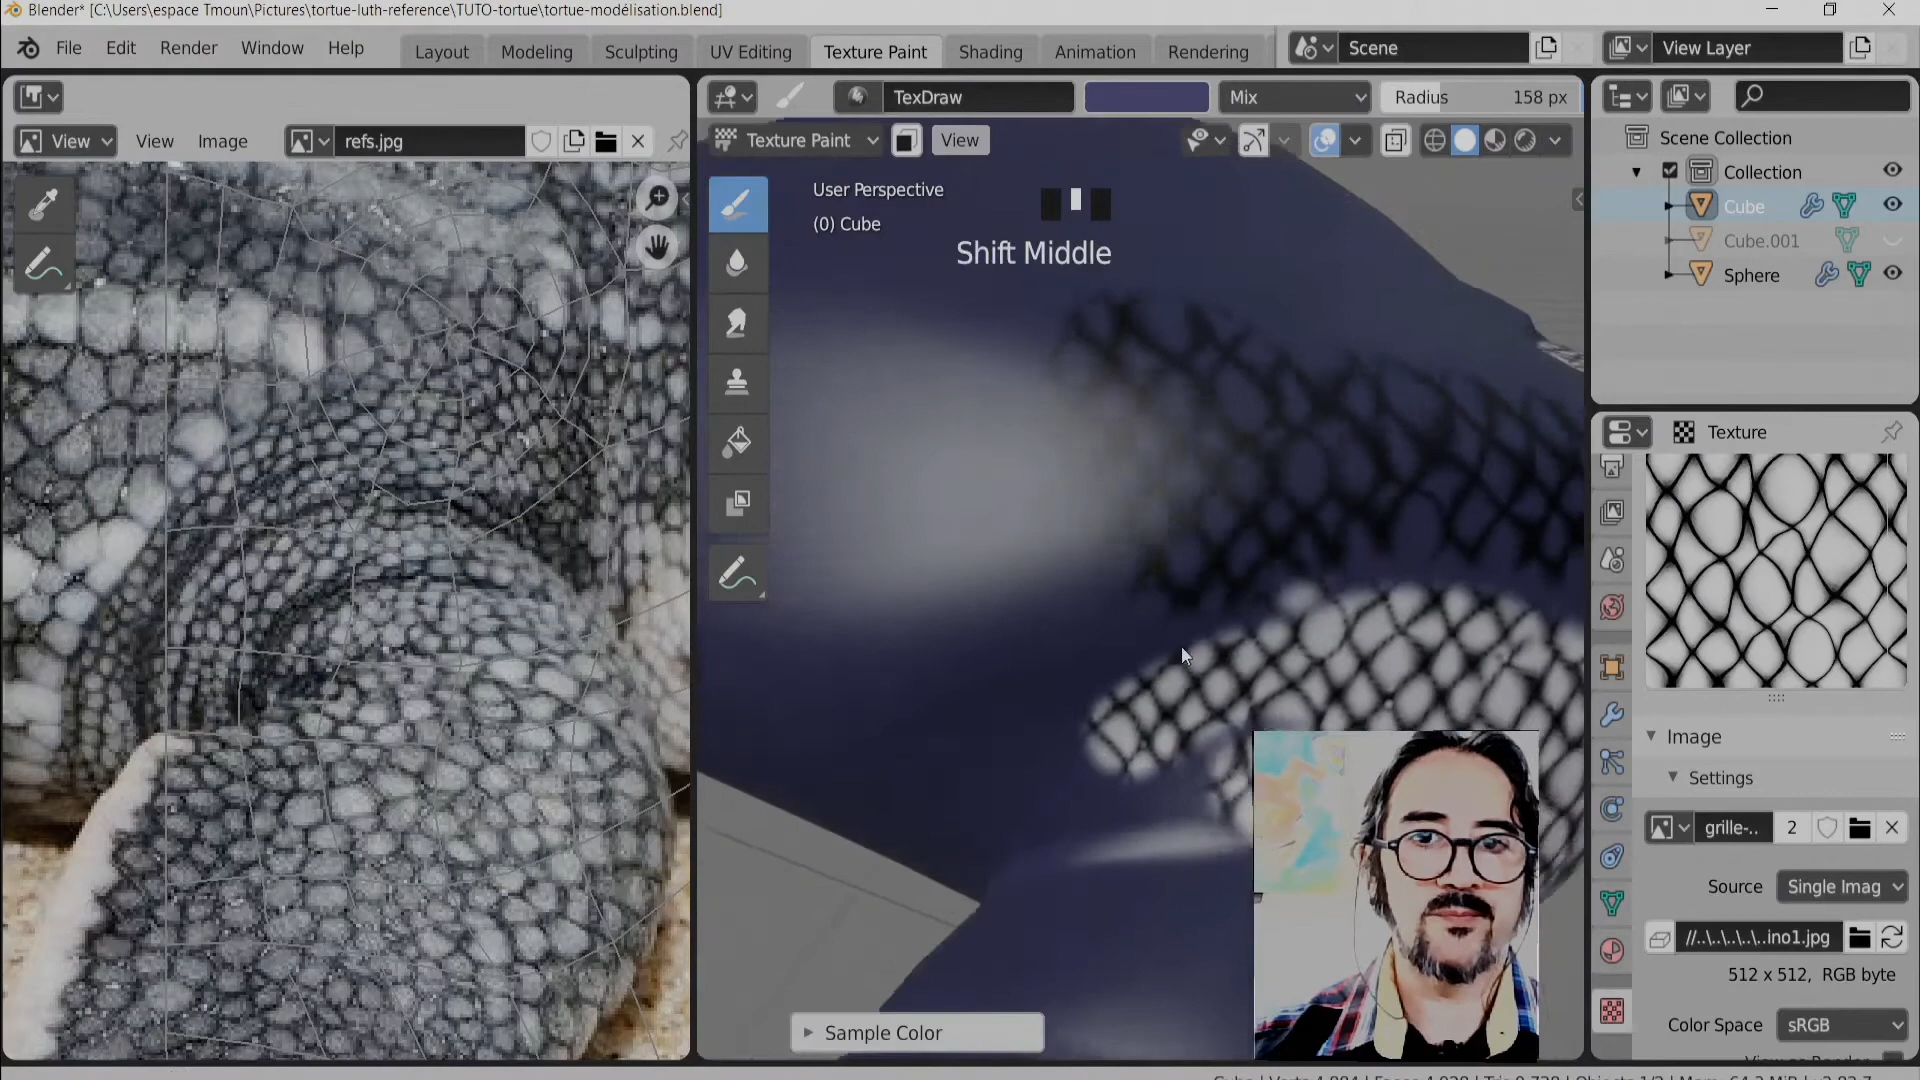 Blender* [C:\Users\espace Tmoun\Pictures\tortue-luth-reference\TUTO-tortue\tortue-modélisation.blend]
File Edit Render Window Help
Layout Modeling Sculpting UV Editing Texture Paint Shading Animation Rendering
Scene
View Layer
TexDraw
Mix
Radius 158 px
View View Image refs.jpg
Texture Paint View
User Perspective
(0) Cube
Shift Middle
Scene Collection
Collection
Cube
Cube.001
Sphere
Texture
Image
Settings
grille-.. 2
Source Single Imag
//..\..\..\..\..ino1.jpg
512 x 512, RGB byte
Color Space sRGB
Sample Color